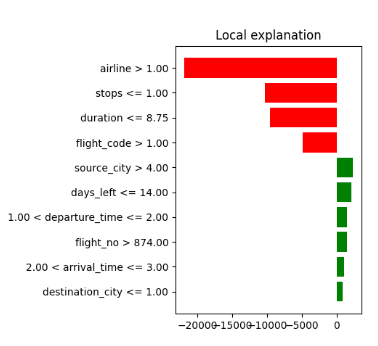 Local explanation
airline > 1.00
stops <= 1.00
duration <= 8.75
flight_code > 1.00
source_city > 4.00
days_left <= 14.00
1.00 < departure_time <= 2.00
flight_no > 874.00
2.00 < arrival_time <= 3.00
destination_city <= 1.00
−20000 −15000 −10000 −5000 0